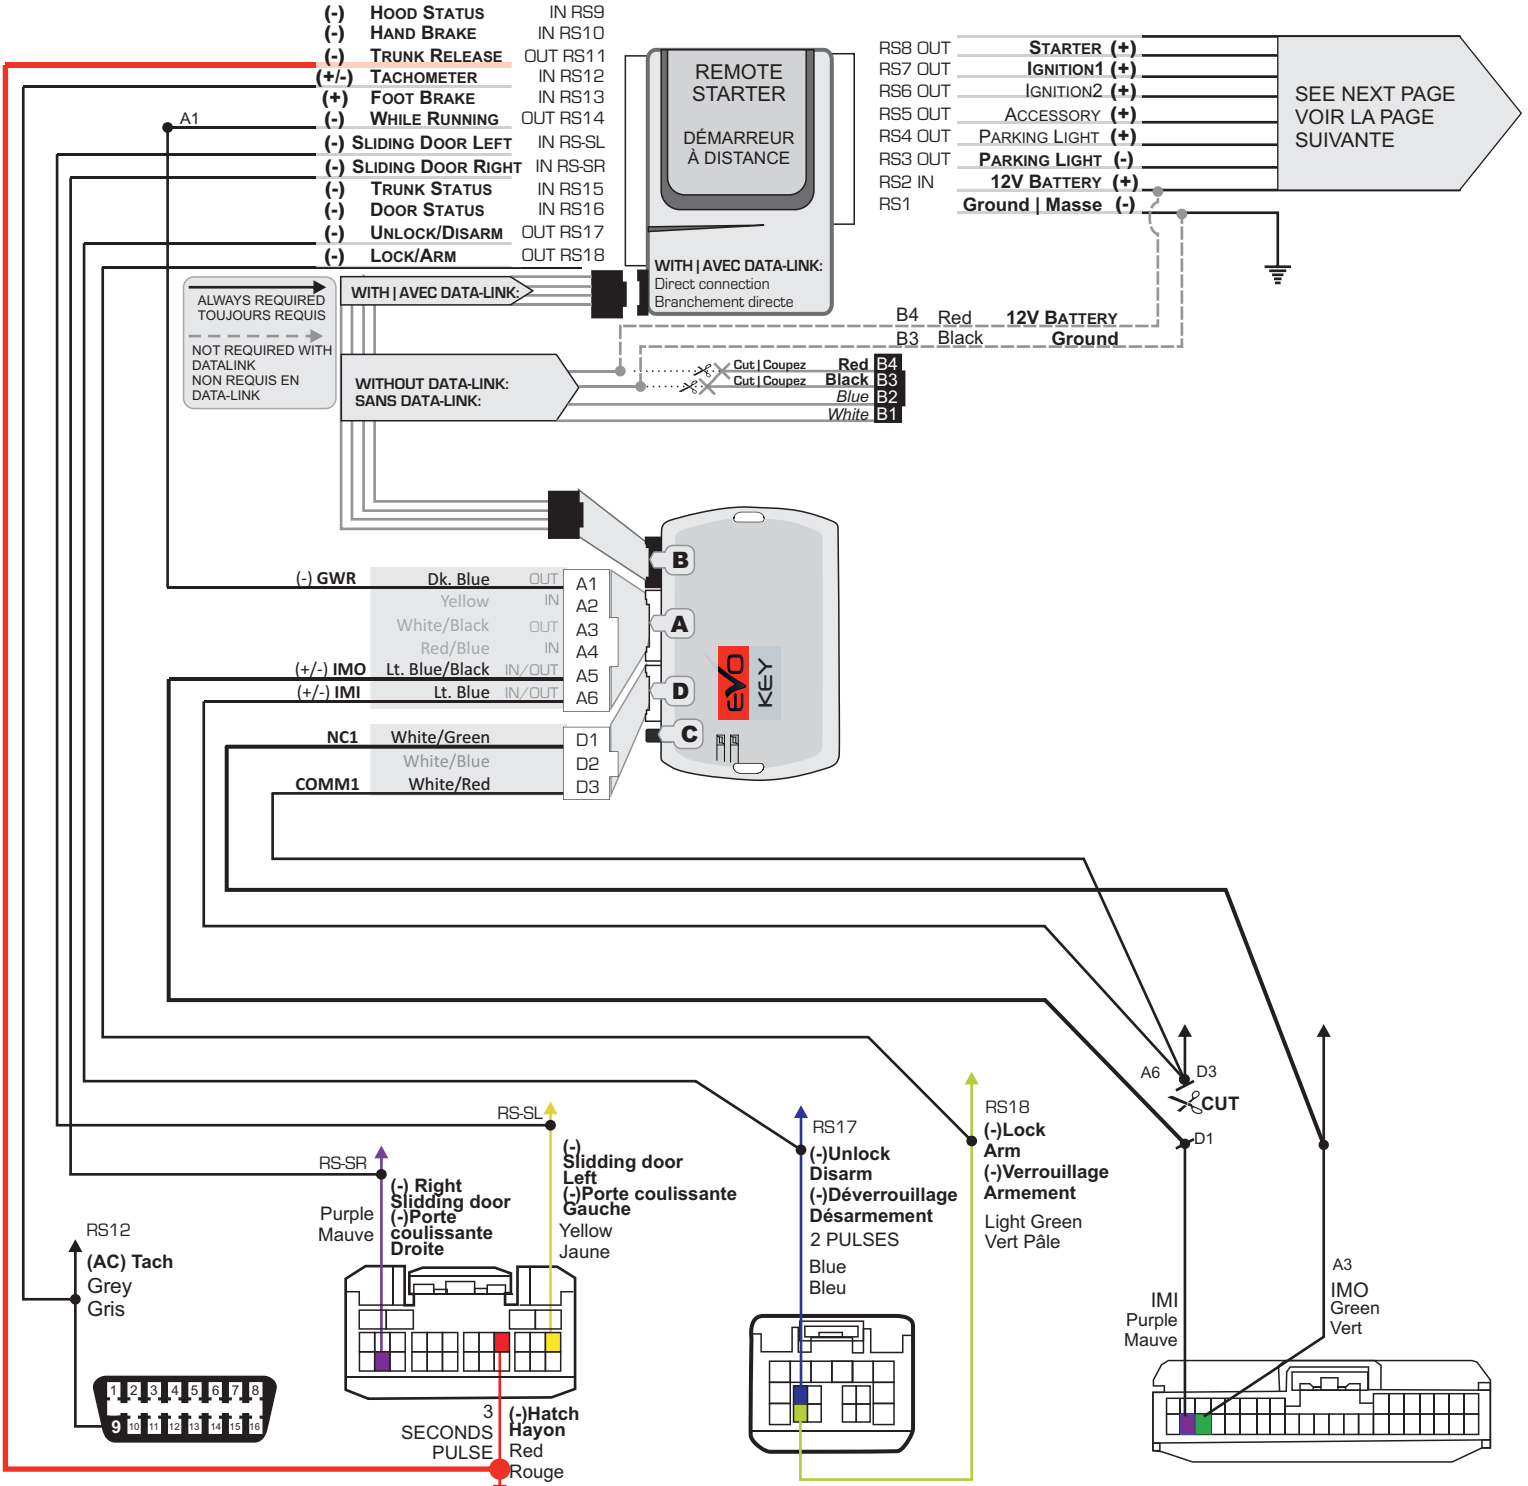 (-) HOOD STATUS IN RS9
(-) HAND BRAKE IN RS10
(-) TRUNK RELEASE OUT RS11
(+/-) TACHOMETER IN RS12
(+) FOOT BRAKE IN RS13
(-) WHILE RUNNING OUT RS14
(-) SLIDING DOOR LEFT IN RS-SL
(-) SLIDING DOOR RIGHT IN RS-SR
(-) TRUNK STATUS IN RS15
(-) DOOR STATUS IN RS16
(-) UNLOCK/DISARM OUT RS17
(-) LOCK/ARM OUT RS18
A1
REMOTE
STARTER
DÉMARREUR
À DISTANCE
WITH | AVEC DATA-LINK:
Direct connection
Branchement directe
RS8 OUT STARTER (+)
RS7 OUT IGNITION1 (+)
RS6 OUT IGNITION2 (+)
RS5 OUT ACCESSORY (+)
RS4 OUT PARKING LIGHT (+)
RS3 OUT PARKING LIGHT (-)
RS2 IN 12V BATTERY (+)
RS1 Ground | Masse (-)
SEE NEXT PAGE
VOIR LA PAGE
SUIVANTE
ALWAYS REQUIRED
TOUJOURS REQUIS
NOT REQUIRED WITH
DATALINK
NON REQUIS EN
DATA-LINK
WITH | AVEC DATA-LINK:
WITHOUT DATA-LINK:
SANS DATA-LINK:
B4 Red 12V BATTERY
B3 Black Ground
Cut | Coupez Red B4
Cut | Coupez Black B3
Blue B2
White B1
B
A
D
C
EVO
KEY
(-) GWR Dk. Blue OUT A1
Yellow IN A2
White/Black OUT A3
Red/Blue IN A4
(+/-) IMO Lt. Blue/Black IN/OUT A5
(+/-) IMI Lt. Blue IN/OUT A6
NC1 White/Green D1
White/Blue D2
COMM1 White/Red D3
A6 D3
CUT
D1
RS-SL
(-)
Slidding door
Left
(-)Porte coulissante
Gauche
Yellow
Jaune
RS-SR
(-) Right
Slidding door
(-)Porte
coulissante
Droite
Purple
Mauve
RS17
(-)Unlock
Disarm
(-)Déverrouillage
Désarmement
2 PULSES
Blue
Bleu
RS18
(-)Lock
Arm
(-)Verrouillage
Armement
Light Green
Vert Pâle
RS12
(AC) Tach
Grey
Gris
1 2 3 4 5 6 7 8
9 10 11 12 13 14 15 16
3
SECONDS
PULSE
(-)Hatch
Hayon
Red
Rouge
IMI
Purple
Mauve
A3
IMO
Green
Vert